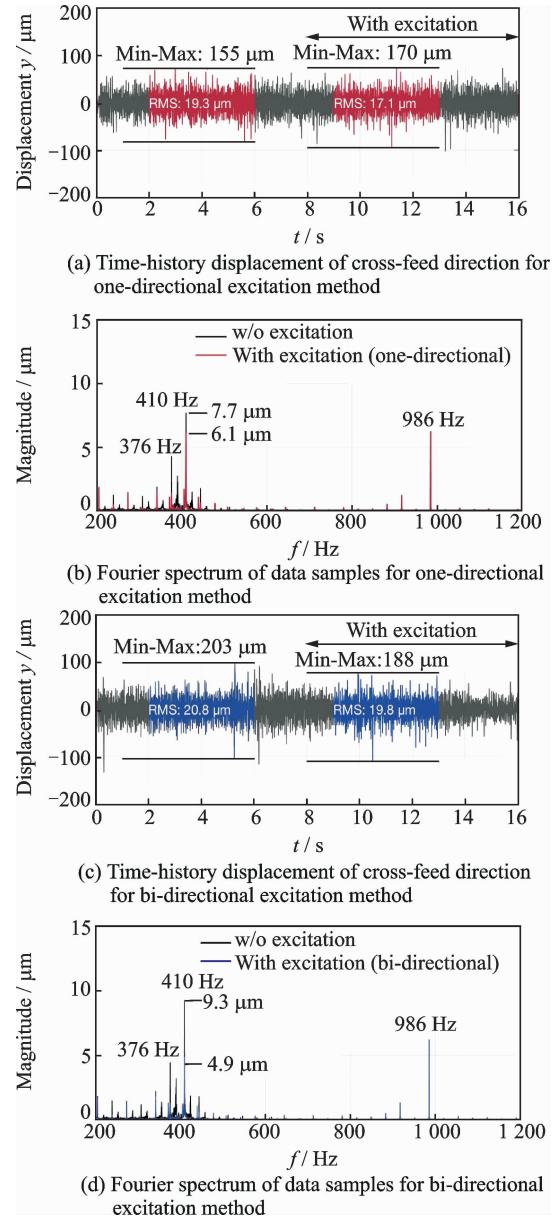 200
With excitation
Min-Max: 155 μm
Min-Max: 170 μm
100
0
RMS: 19.3 μm
RMS: 17.1 μm
−100
−200
Displacement y / μm
0 2 4 6 8 10 12 14 16
t / s
(a) Time-history displacement of cross-feed direction for
one-directional excitation method
15
w/o excitation
With excitation (one-directional)
10
410 Hz
7.7 μm
6.1 μm
986 Hz
376 Hz
5
0
Magnitude / μm
200 400 600 800 1 000 1 200
f / Hz
(b) Fourier spectrum of data samples for one-directional
excitation method
200
With excitation
Min-Max:203 μm
Min-Max:188 μm
100
0
RMS: 20.8 μm
RMS: 19.8 μm
−100
−200
Displacement y / μm
0 2 4 6 8 10 12 14 16
t / s
(c) Time-history displacement of cross-feed direction
for bi-directional excitation method
15
w/o excitation
With excitation (bi-directional)
410 Hz
10
9.3 μm
986 Hz
376 Hz
5
4.9 μm
0
Magnitude / μm
200 400 600 800 1 000 1 200
f / Hz
(d) Fourier spectrum of data samples for bi-directional
excitation method